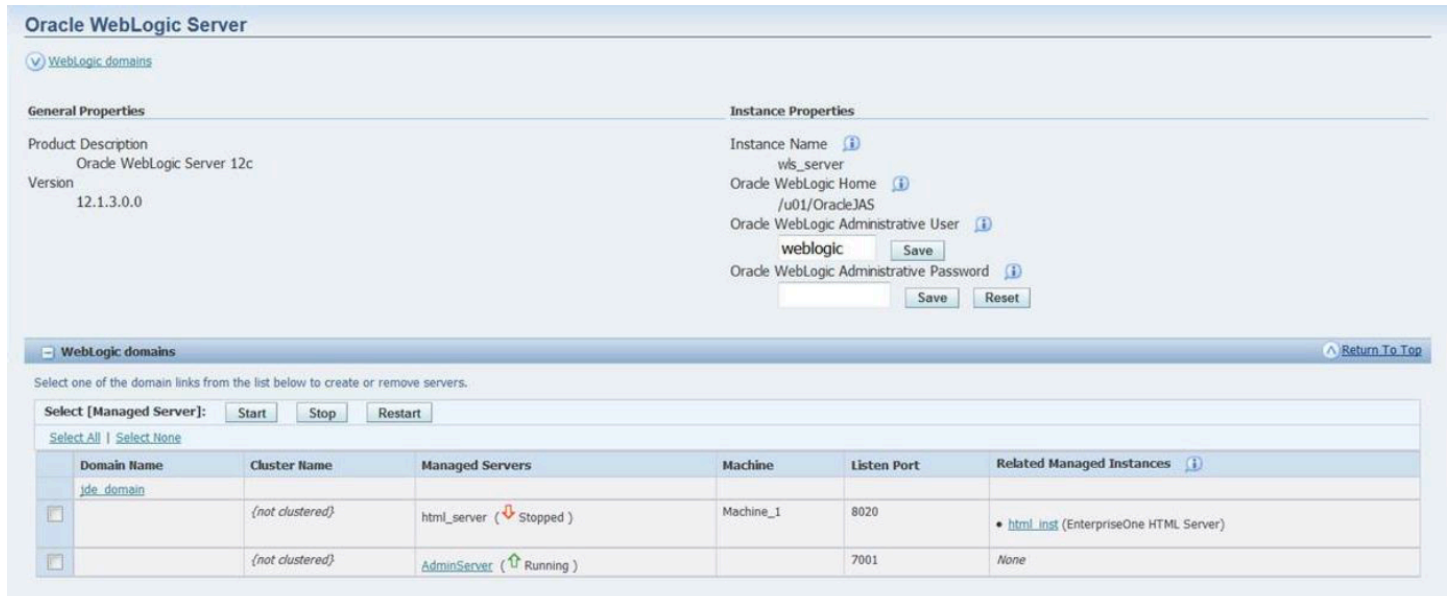 Oracle WebLogic Server
WebLogic domains
General Properties
Product Description
Oracle WebLogic Server 12c
Version
12.1.3.0.0
Instance Properties
Instance Name
wls_server
Oracle WebLogic Home
/u01/OracleJAS
Oracle WebLogic Administrative User
weblogic Save
Oracle WebLogic Administrative Password
Save Reset
WebLogic domains Return To Top
Select one of the domain links from the list below to create or remove servers.
Select [Managed Server]: Start Stop Restart
Select All | Select None
Domain Name Cluster Name Managed Servers Machine Listen Port Related Managed Instances
jde_domain
{not clustered} html_server ( Stopped ) Machine_1 8020 • html_inst (EnterpriseOne HTML Server)
{not clustered} AdminServer ( Running ) 7001 None